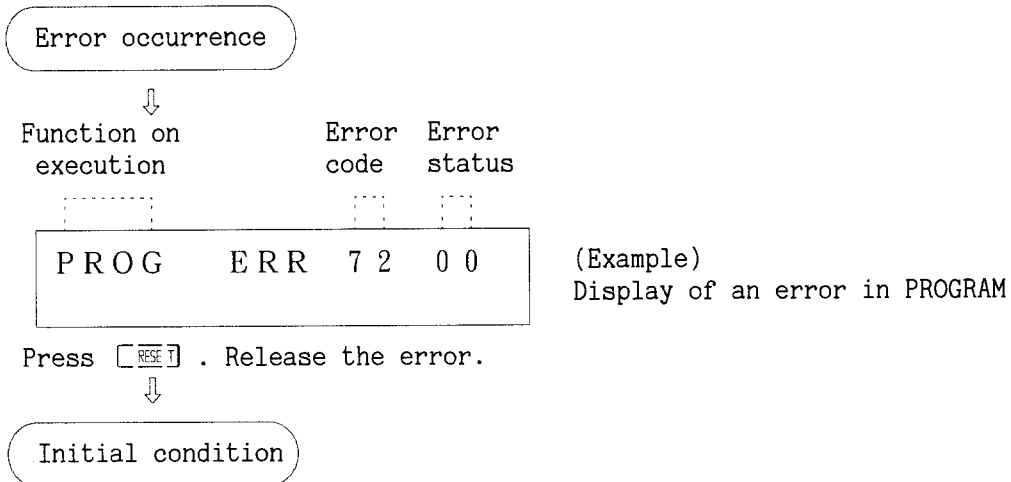 Error occurrence
⇩
Function on execution
Error code
Error status
PROG ERR 72 00
(Example)
Display of an error in PROGRAM
Press [RESET] . Release the error.
⇩
Initial condition